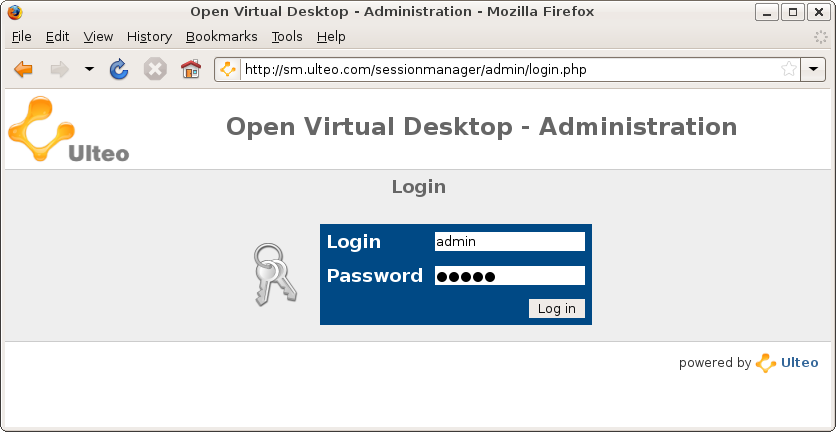 Open Virtual Desktop - Administration - Mozilla Firefox
File Edit View History Bookmarks Tools Help
http://sm.ulteo.com/sessionmanager/admin/login.php
Ulteo
Open Virtual Desktop - Administration
Login
Login admin
Password ●●●●●
Log in
powered by Ulteo